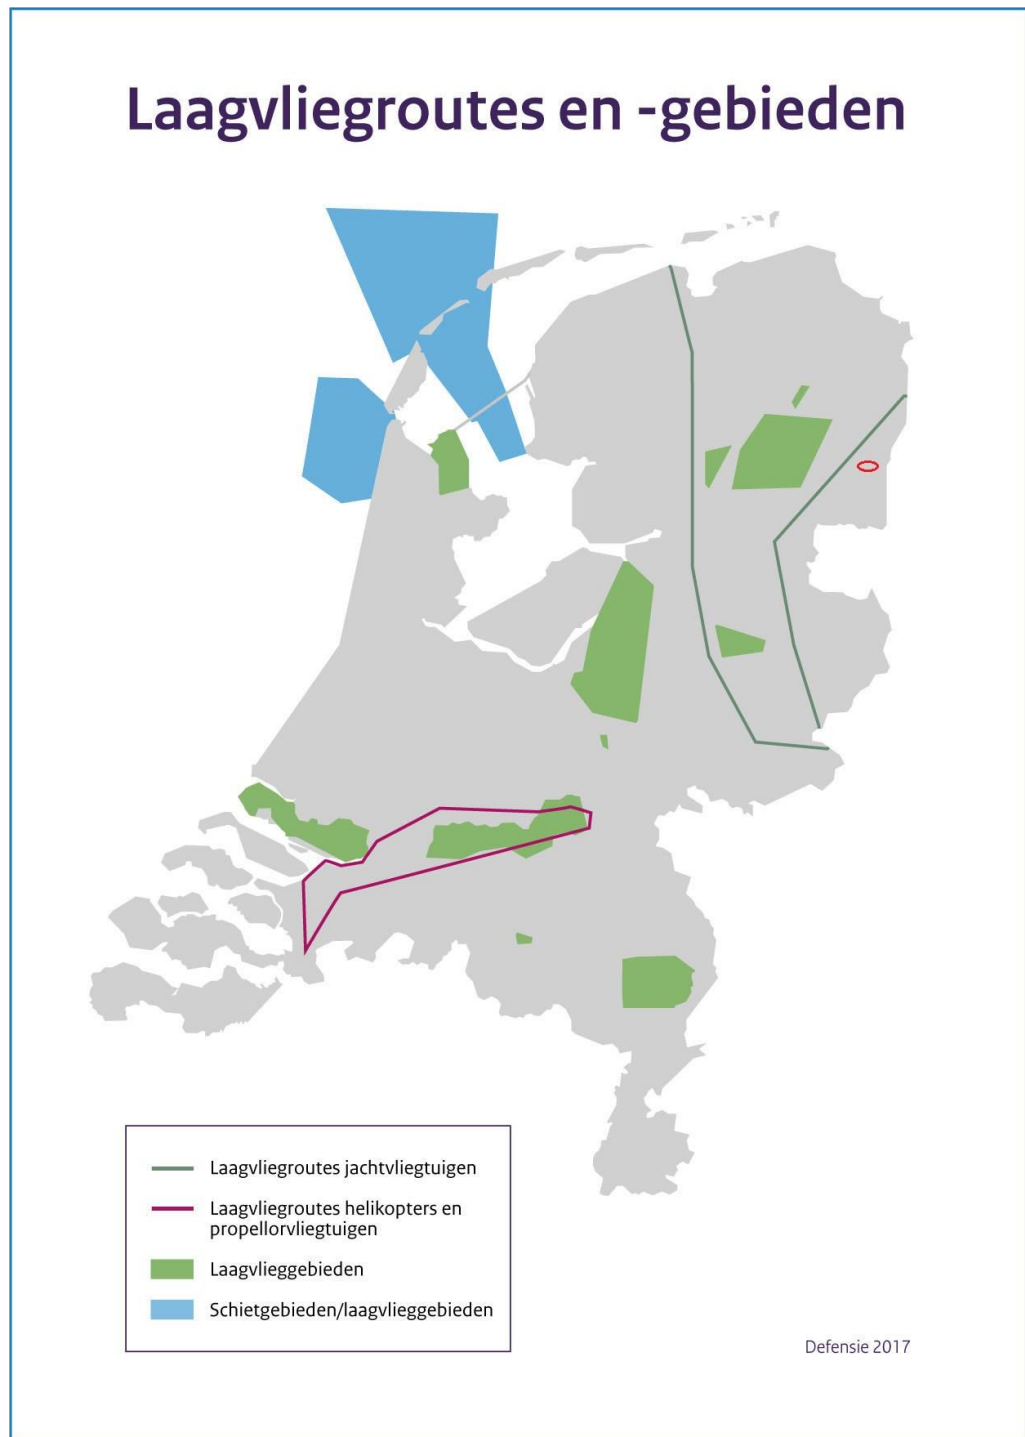 Laagvliegroutes en -gebieden
Laagvliegroutes jachtvliegtuigen
Laagvliegroutes helikopters en
propellorvliegtuigen
Laagvlieggebieden
Schietgebieden/laagvlieggebieden
Defensie 2017